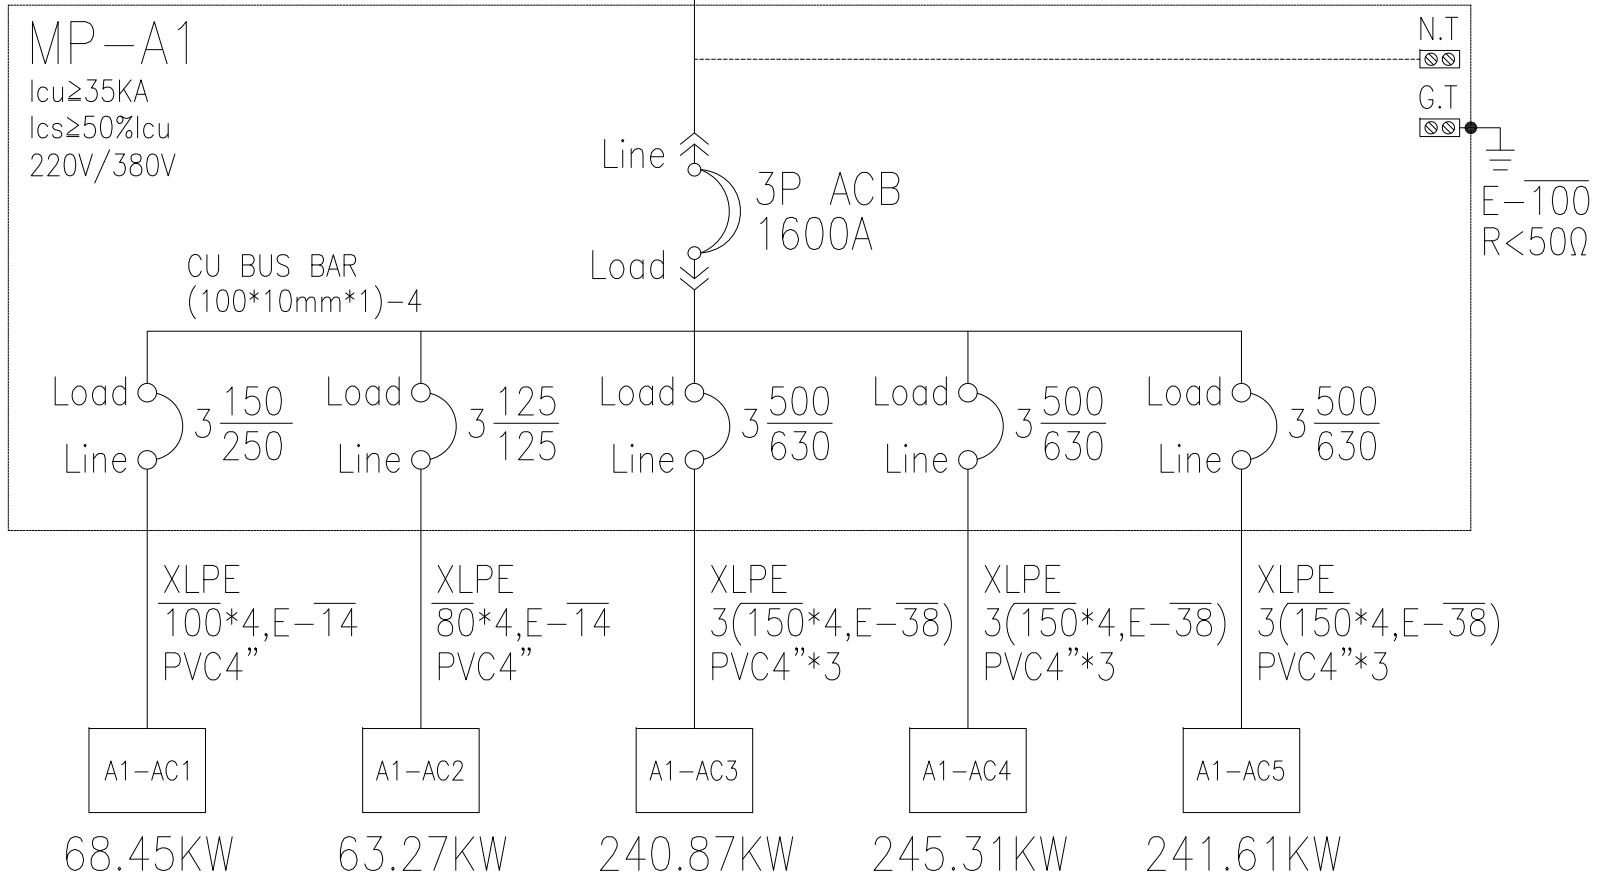 MP-A1
Icu≥35KA
Ics≥50%Icu
220V/380V
N.T
G.T
E-100
R<50Ω
Line
3P ACB
1600A
Load
CU BUS BAR
(100*10mm*1)-4
Load
3 150/250
Line
Load
3 125/125
Line
Load
3 500/630
Line
Load
3 500/630
Line
Load
3 500/630
Line
XLPE
100*4,E-14
PVC4”
XLPE
80*4,E-14
PVC4”
XLPE
3(150*4,E-38)
PVC4”*3
XLPE
3(150*4,E-38)
PVC4”*3
XLPE
3(150*4,E-38)
PVC4”*3
A1-AC1
68.45KW
A1-AC2
63.27KW
A1-AC3
240.87KW
A1-AC4
245.31KW
A1-AC5
241.61KW